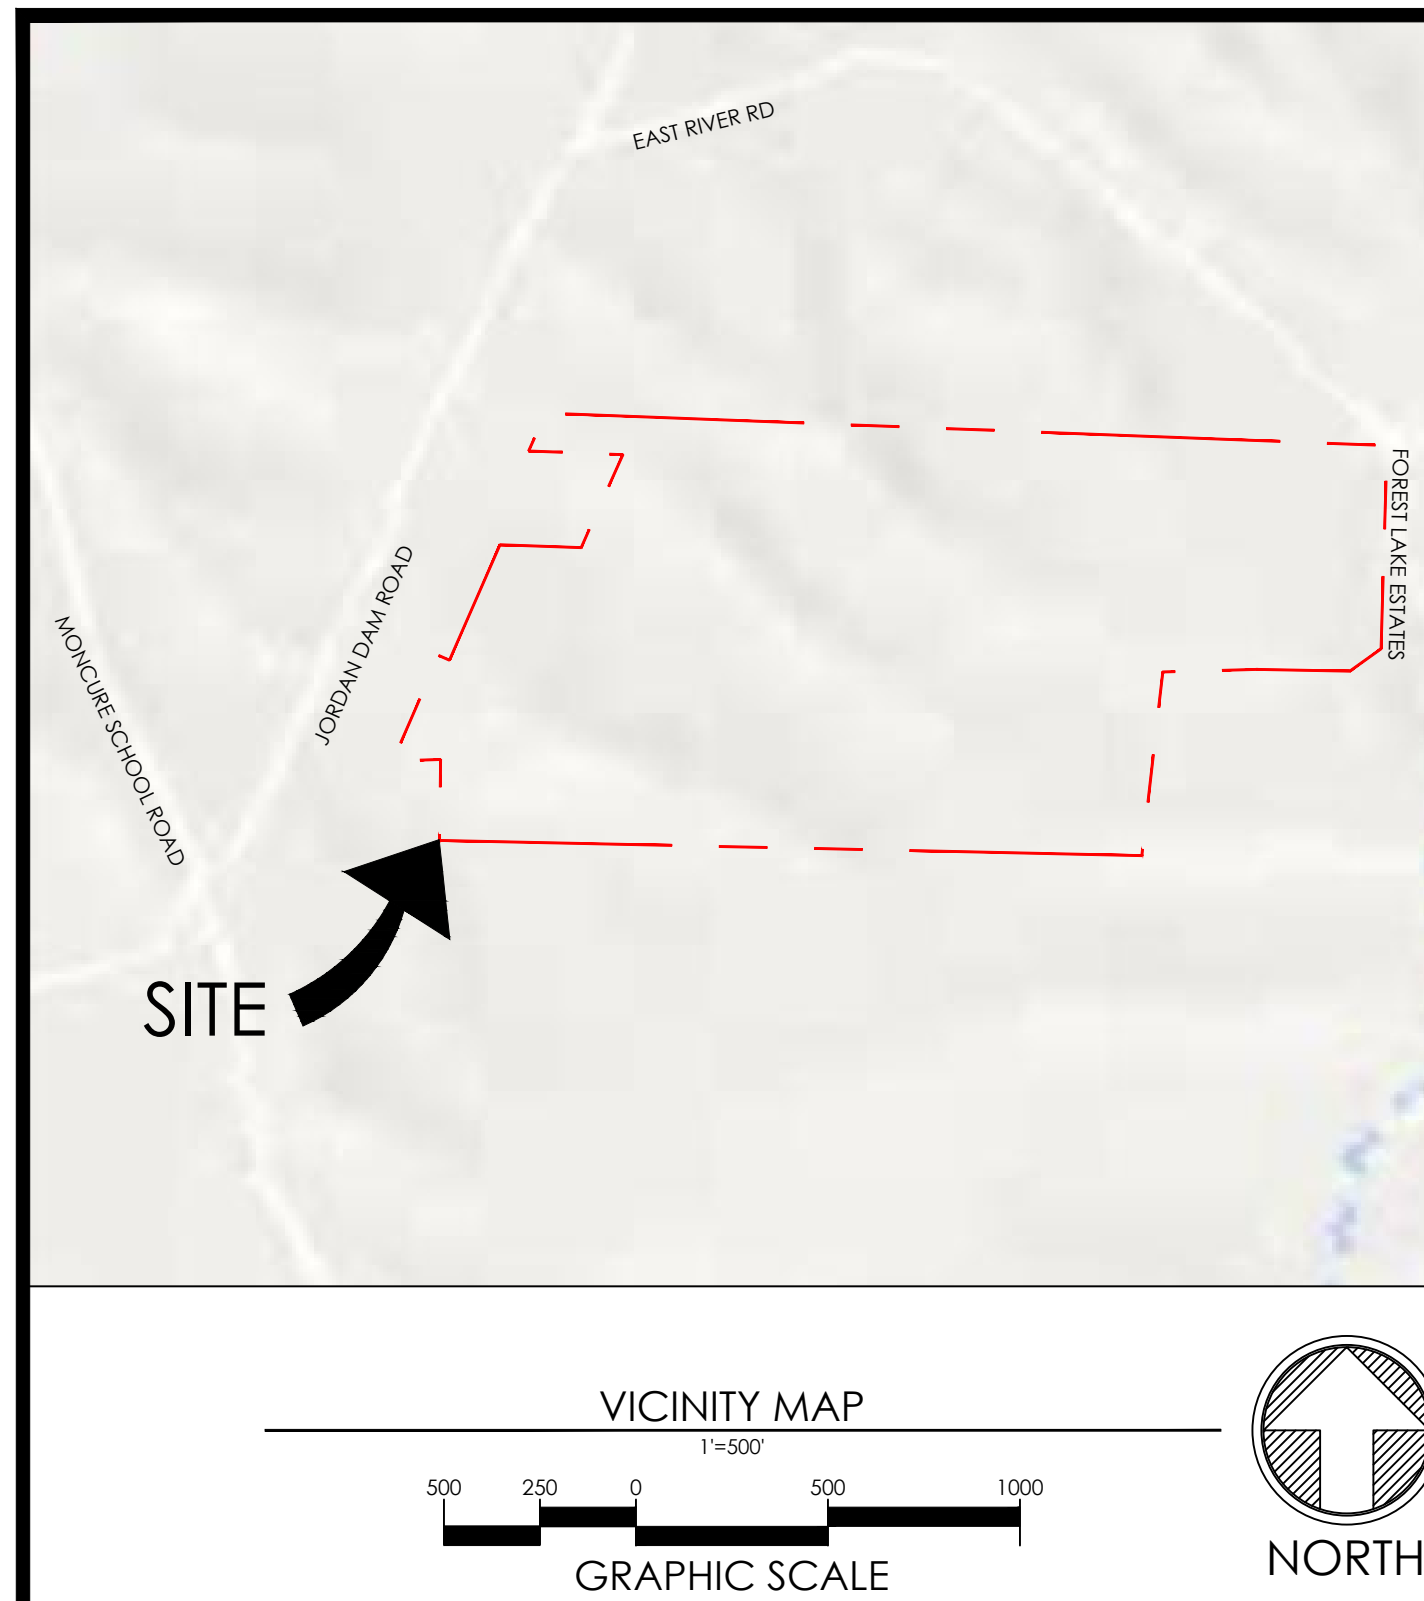 EAST RIVER RD
FOREST LAKE ESTATES
JORDAN DAM ROAD
MONCURE SCHOOL ROAD
SITE
VICINITY MAP
1'=500'
500 250 0 500 1000
GRAPHIC SCALE
NORTH